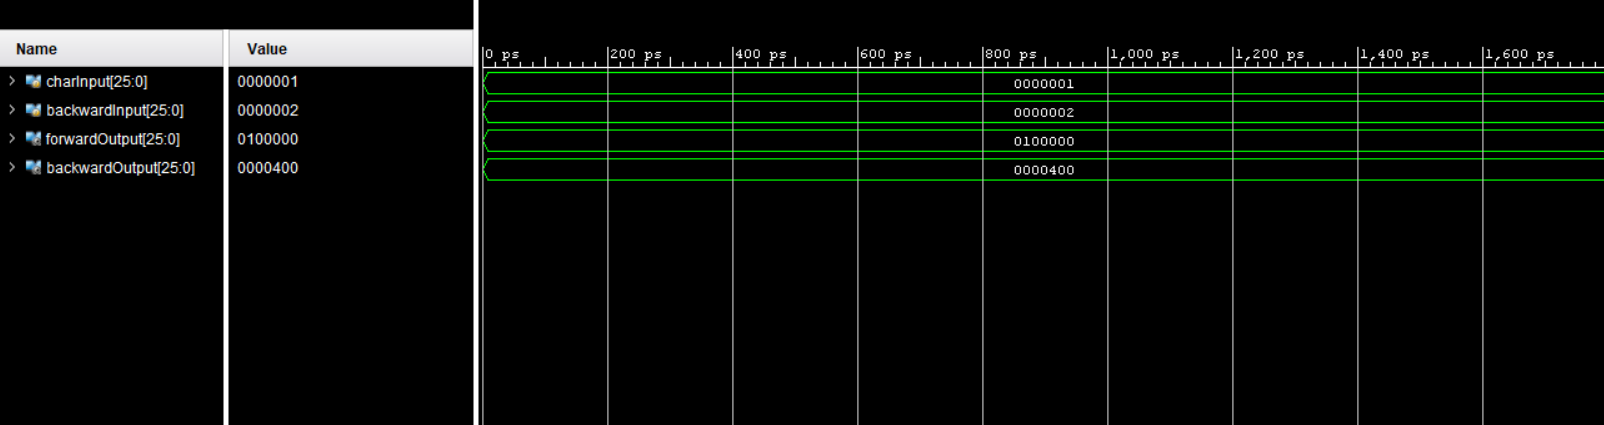 Name Value
0 ps 200 ps 400 ps 600 ps 800 ps 1,000 ps 1,200 ps 1,400 ps 1,600 ps
charInput[25:0] 0000001 0000001
backwardInput[25:0] 0000002 0000002
forwardOutput[25:0] 0100000 0100000
backwardOutput[25:0] 0000400 0000400